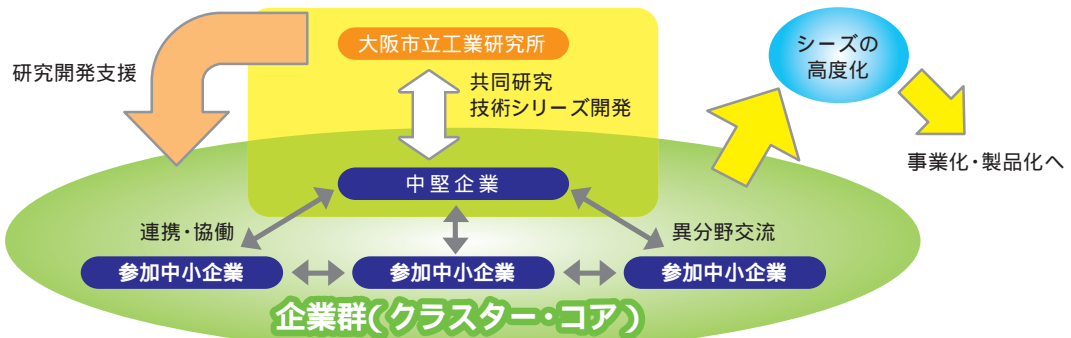 大阪市立工業研究所
シーズの
高度化
研究開発支援
共同研究
技術シリーズ開発
事業化・製品化へ
中堅企業
連携・協働
異分野交流
参加中小企業
参加中小企業
参加中小企業
企業群(クラスター・コア)